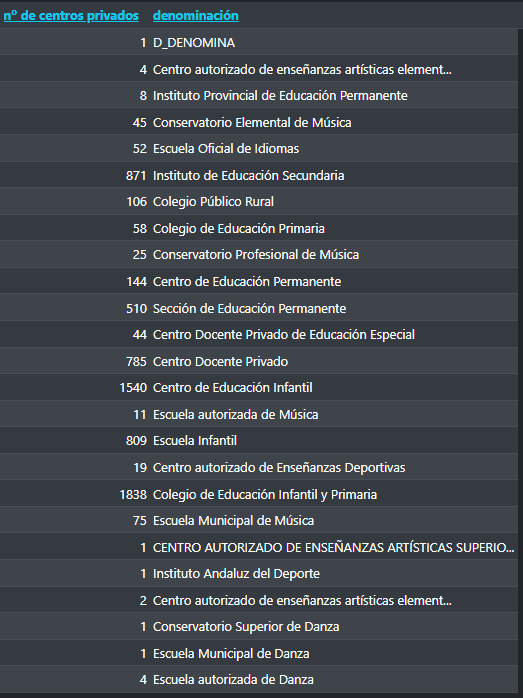 nº de centros privados denominación
1 D_DENOMINA
4 Centro autorizado de enseñanzas artísticas element...
8 Instituto Provincial de Educación Permanente
45 Conservatorio Elemental de Música
52 Escuela Oficial de Idiomas
871 Instituto de Educación Secundaria
106 Colegio Público Rural
58 Colegio de Educación Primaria
25 Conservatorio Profesional de Música
144 Centro de Educación Permanente
510 Sección de Educación Permanente
44 Centro Docente Privado de Educación Especial
785 Centro Docente Privado
1540 Centro de Educación Infantil
11 Escuela autorizada de Música
809 Escuela Infantil
19 Centro autorizado de Enseñanzas Deportivas
1838 Colegio de Educación Infantil y Primaria
75 Escuela Municipal de Música
1 CENTRO AUTORIZADO DE ENSEÑANZAS ARTÍSTICAS SUPERIO...
1 Instituto Andaluz del Deporte
2 Centro autorizado de enseñanzas artísticas element...
1 Conservatorio Superior de Danza
1 Escuela Municipal de Danza
4 Escuela autorizada de Danza